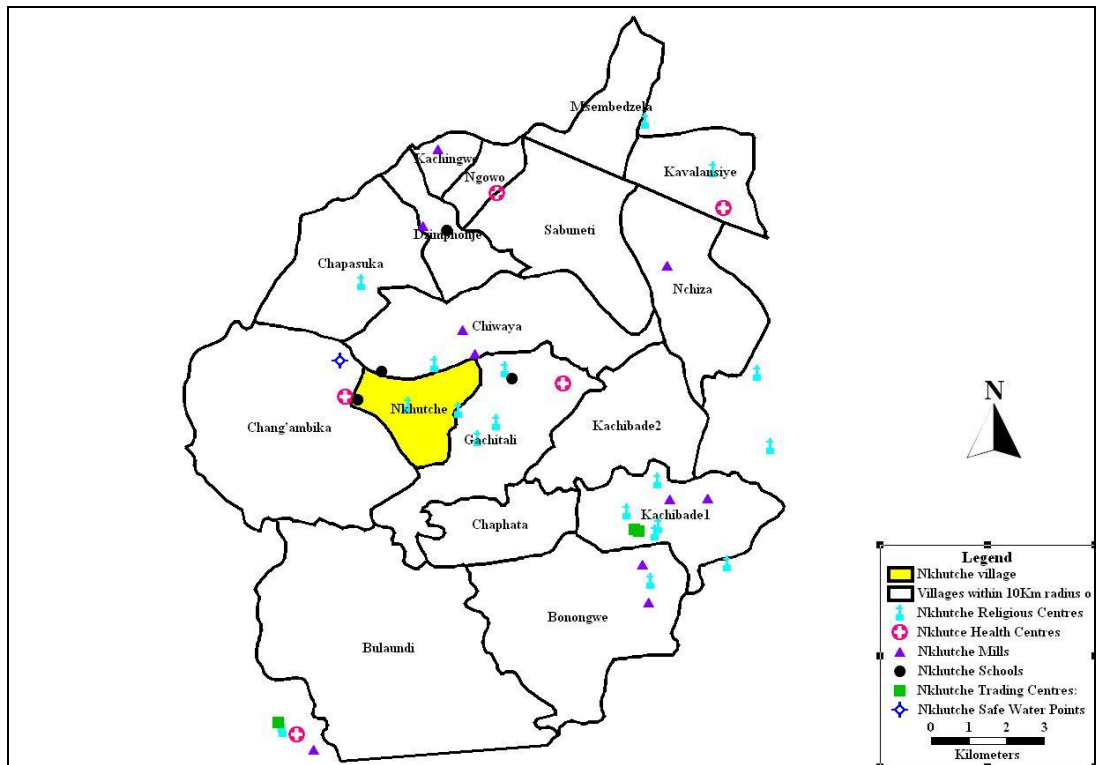 Msembedzela
Kachingwe
Ngowo
Kavalansiye
Dzimphonje
Sabuneti
Chapasuka
Nchiza
Chiwaya
N
Nkhutche
Chang'ambika
Gachitali
Kachibade2
Chaphata
Kachibade1
Bonongwe
Bulaundi
Legend
Nkhutche village
Villages within 10Km radius o
Nkhutche Religious Centres
Nkhutce Health Centres
Nkhutche Mills
Nkhutche Schools
Nkhutche Trading Centres:
Nkhutche Safe Water Points
0 1 2 3
Kilometers